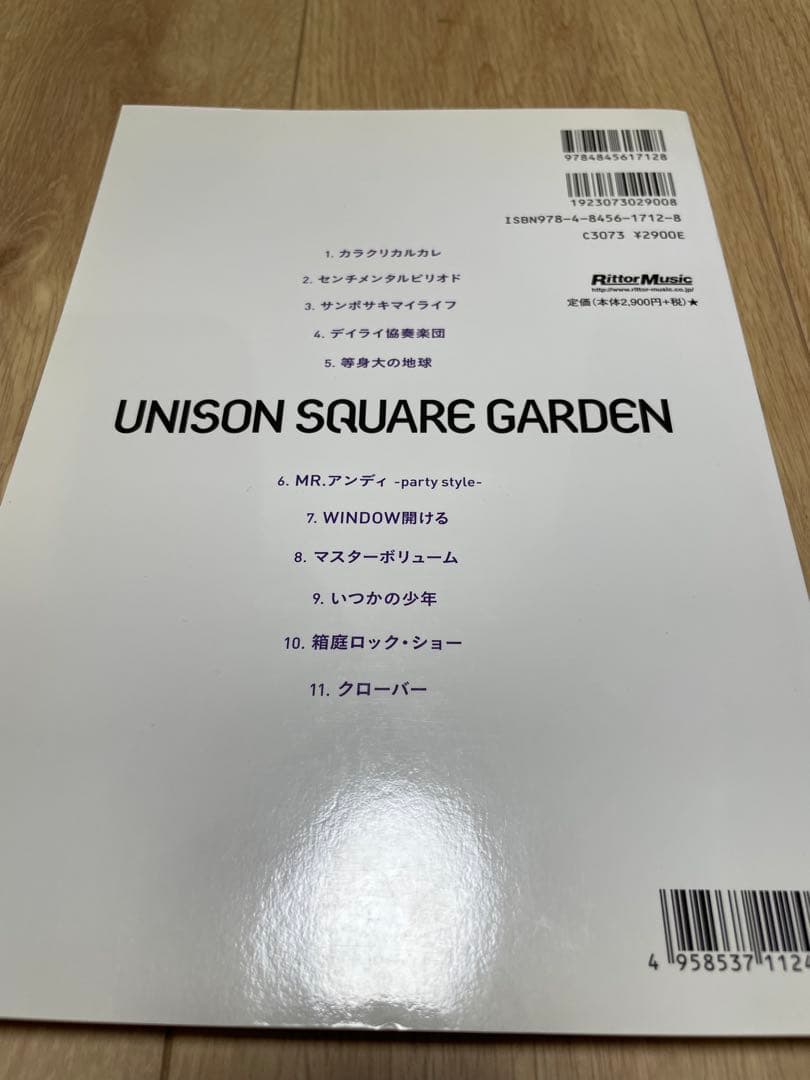 9784845617128
1923073029008
ISBN978-4-8456-1712-8
C3073 ¥2900E
Rittor Music
http://www.rittor-music.co.jp/
定価(本体2,900円+税)★
1. カラクリカルカレ
2. センチメンタルピリオド
3. サンポサキマイライフ
4. デイライ協奏楽団
5. 等身大の地球
UNISON SQUARE GARDEN
6. MR.アンディ -party style-
7. WINDOW開ける
8. マスターボリューム
9. いつかの少年
10. 箱庭ロック・ショー
11. クローバー
4 958537 1124